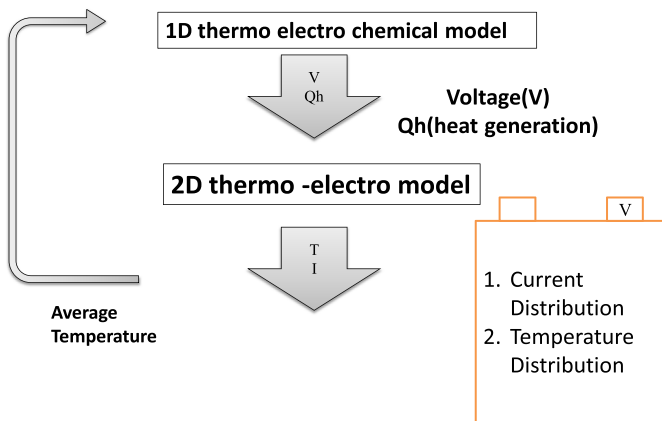 1D thermo electro chemical model
V
Qh
Voltage(V)
Qh(heat generation)
2D thermo -electro model
V
T
I
1. Current
Distribution
2. Temperature
Distribution
Average
Temperature